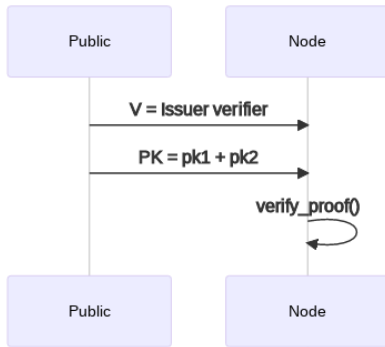 Public
Node
V = Issuer verifier
PK = pk1 + pk2
verify_proof()
Public
Node